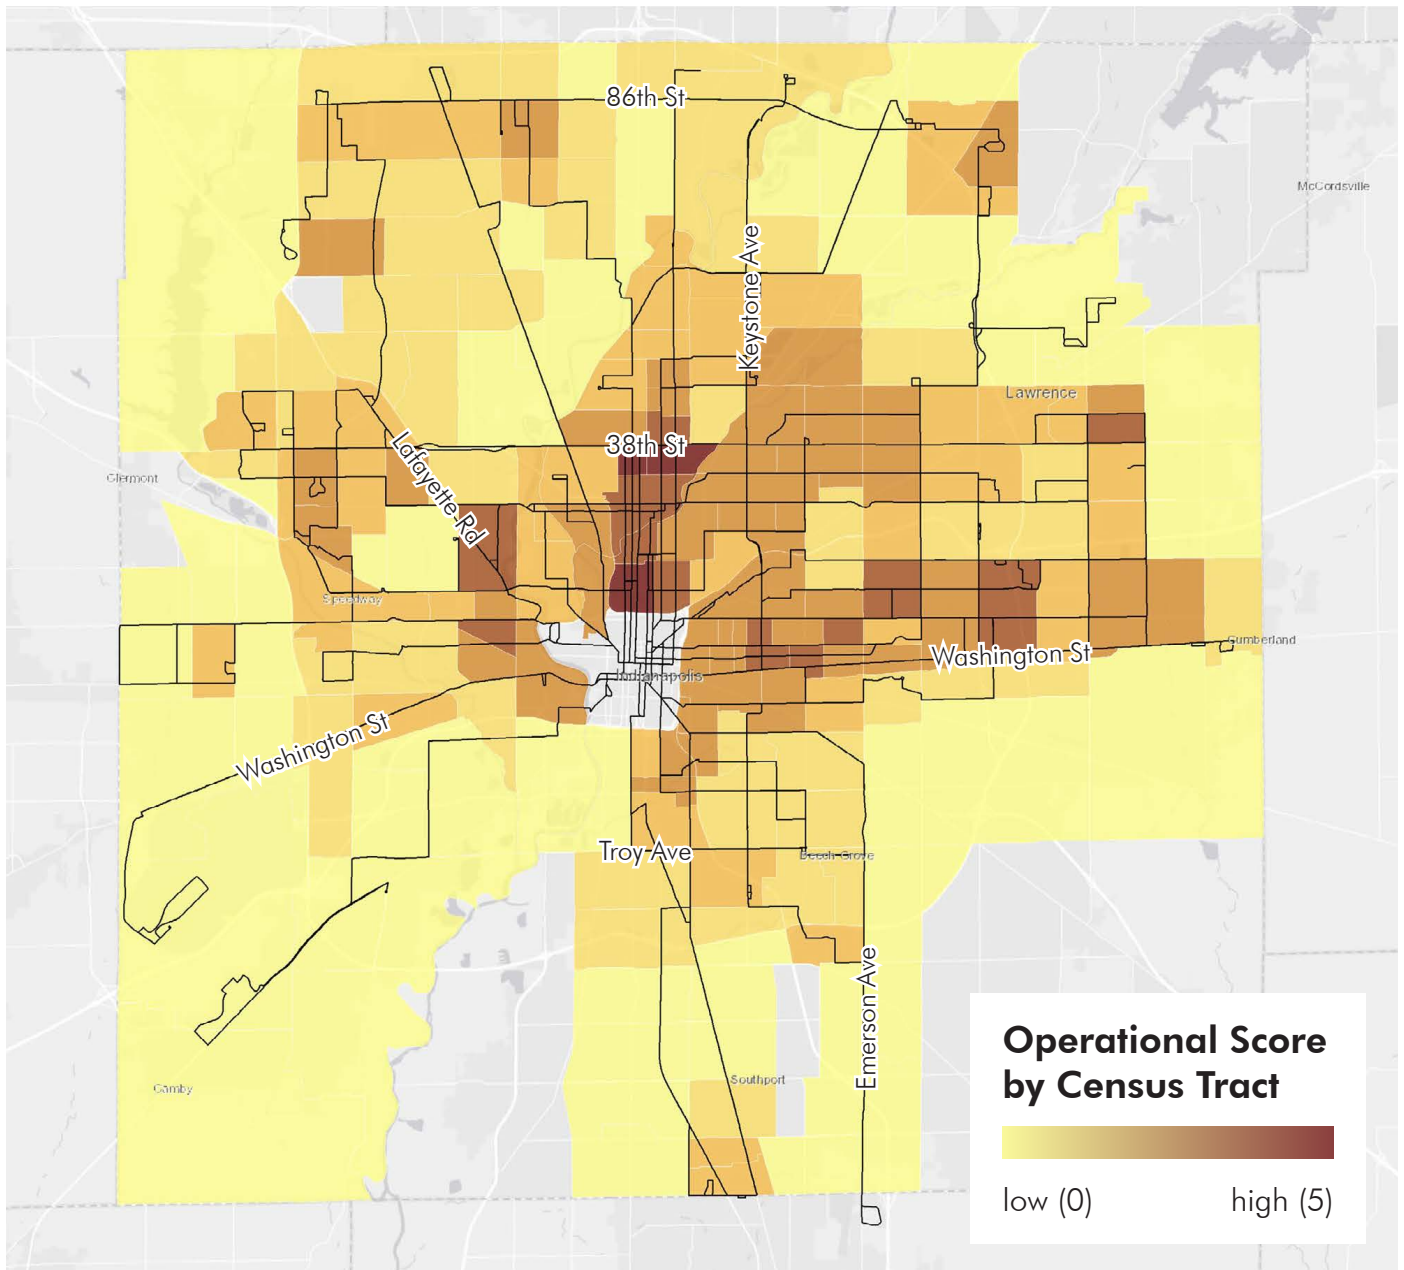 86th St
McCordsville
Keystone Ave
Lawrence
38th St
Lafayette Rd
Clermont
Speedway
Cumberland
Washington St
Indianapolis
Washington St
Troy Ave
Beech Grove
Emerson Ave
Southport
Camby
Operational Score
by Census Tract
low (0)
high (5)